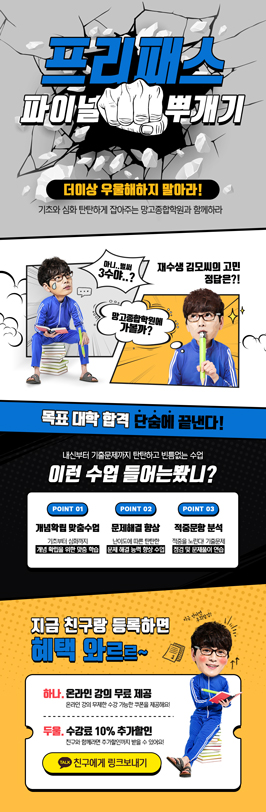 프리패스
파이널 뽀개기
더이상 우울해하지 말아라!
기초와 심화 탄탄하게 잡아주는 망고종합학원과 함께하라
아니..벌써
3수야..?
재수생 김모씨의 고민
정답은?!
망고종합학원에
가볼까?
목표 대학 합격 단숨에 끝낸다!
내신부터 기출문제까지 탄탄하고 빈틈없는 수업
이런 수업 들어는봤니?
POINT 01
개념확립 맞춤수업
기초부터 심화까지
개념 확립을 위한 맞춤 학습
POINT 02
문제해결 향상
난이도에 따른 탄탄한
문제 해결 능력 향상 수업
POINT 03
적중문항 분석
적중을 노린다! 기출문제
점검 및 문제풀이 연습
지금 친구랑 등록하면
혜택 와르르~
하나. 온라인 강의 무료 제공
온라인 강의 무제한 수강 가능한 쿠폰을 제공해요!
두울. 수강료 10% 추가할인
친구와 함께라면 추가할인까지 받을 수 있어요!
TALK 친구에게 링크보내기